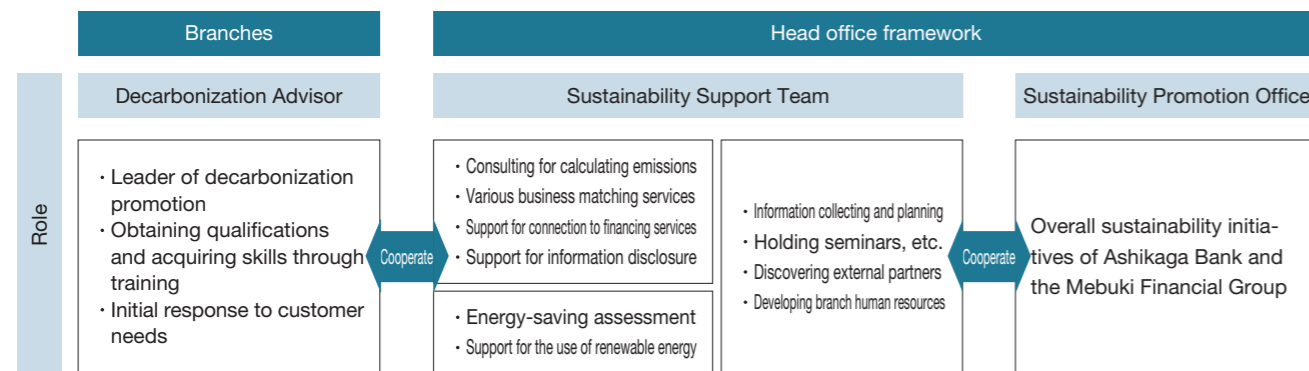 Branches
Head office framework
Decarbonization Advisor
Sustainability Support Team
Sustainability Promotion Office
Role
・Leader of decarbonization
promotion
・Obtaining qualifications
and acquiring skills through
training
・Initial response to customer
needs
Cooperate
・Consulting for calculating emissions
・Various business matching services
・Support for connection to financing services
・Support for information disclosure
・Energy-saving assessment
・Support for the use of renewable energy
・Information collecting and planning
・Holding seminars, etc.
・Discovering external partners
・Developing branch human resources
Cooperate
Overall sustainability initia-
tives of Ashikaga Bank and
the Mebuki Financial Group